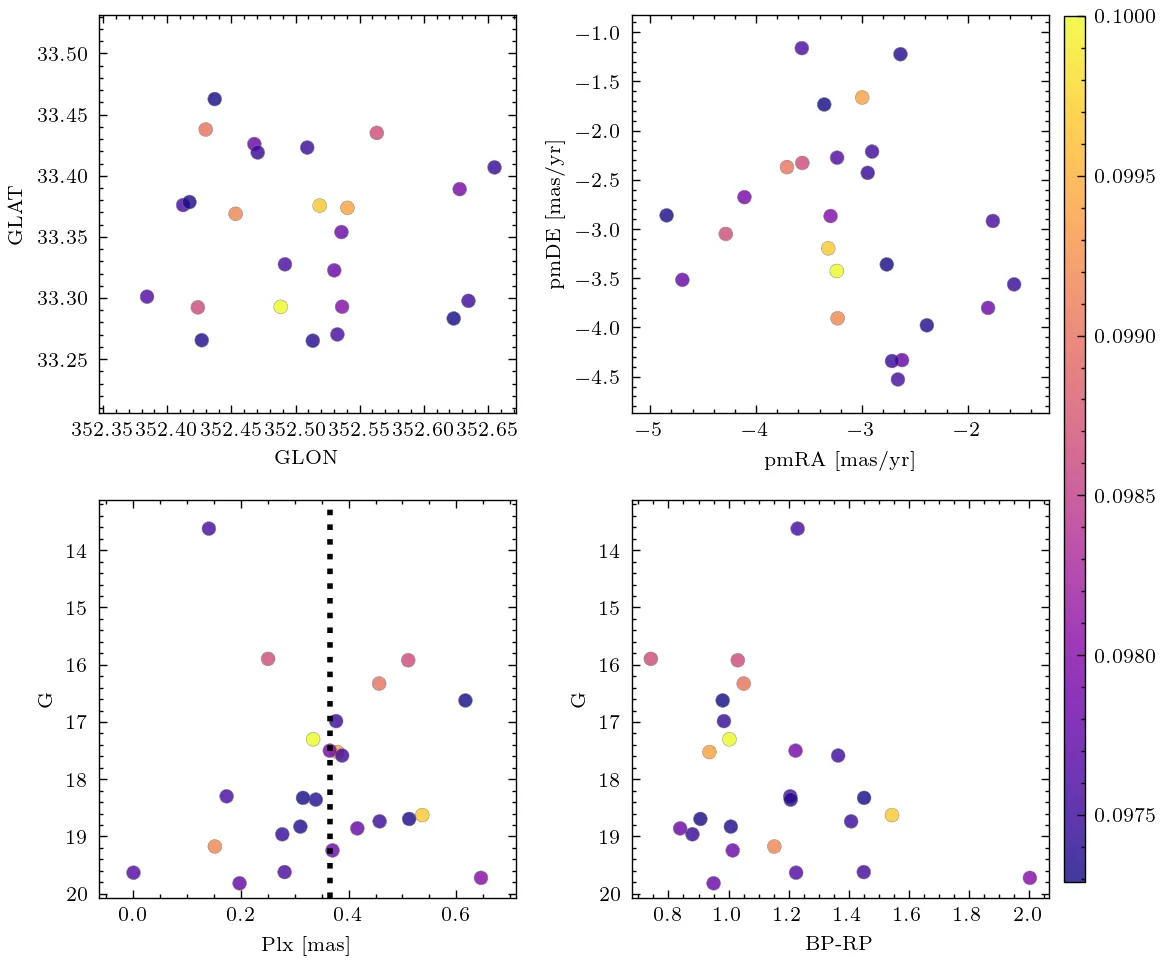 33.50
33.45
33.40
33.35
33.30
33.25
GLAT
352.35 352.40 352.45 352.50 352.55 352.60 352.65
GLON
−1.0
−1.5
−2.0
−2.5
−3.0
−3.5
−4.0
−4.5
pmDE [mas/yr]
−5 −4 −3 −2
pmRA [mas/yr]
0.1000
0.0995
0.0990
0.0985
0.0980
0.0975
14
15
16
17
18
19
20
G
0.0 0.2 0.4 0.6
Plx [mas]
14
15
16
17
18
19
20
G
0.8 1.0 1.2 1.4 1.6 1.8 2.0
BP-RP